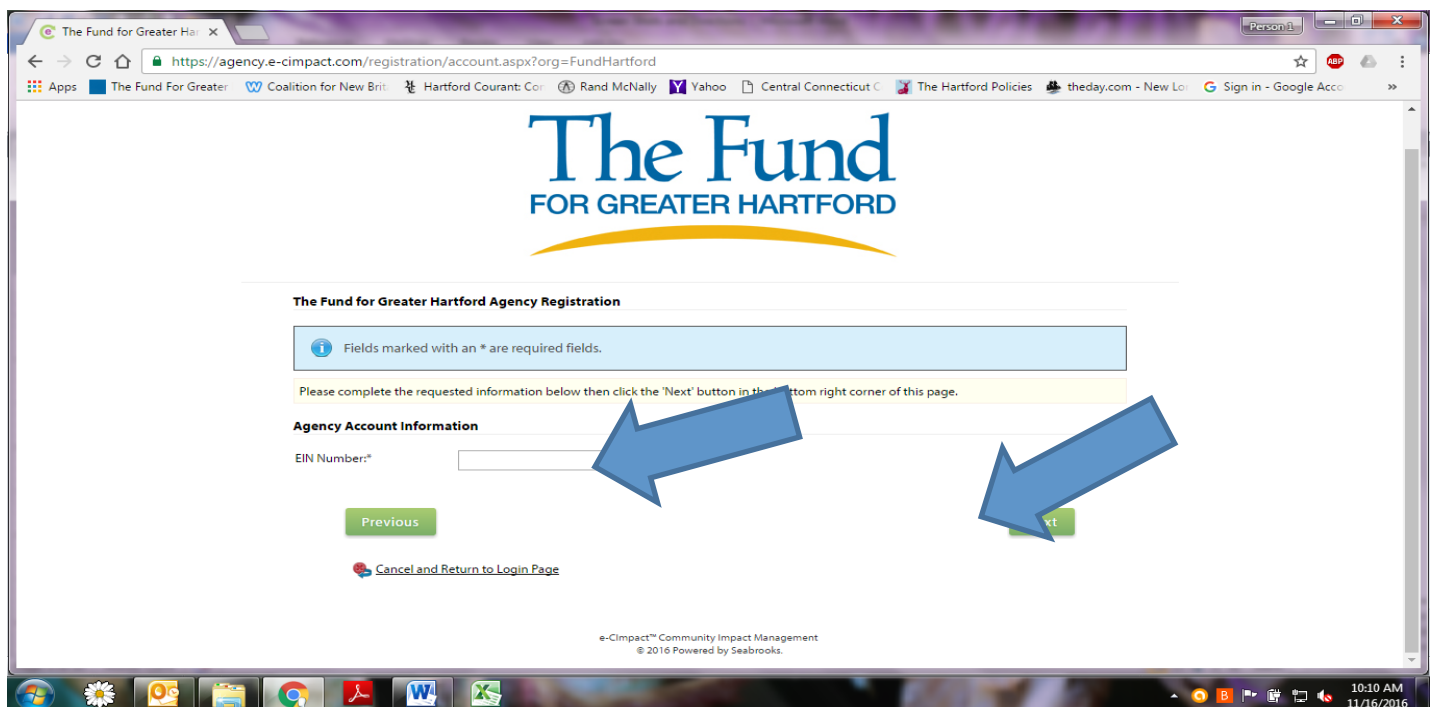 The Fund for Greater Har
Person 1
https://agency.e-cimpact.com/registration/account.aspx?org=FundHartford
ABP
Apps The Fund For Greater Coalition for New Brit Hartford Courant: Con Rand McNally Yahoo Central Connecticut C The Hartford Policies theday.com - New Lon Sign in - Google Acco »
The Fund
FOR GREATER HARTFORD
The Fund for Greater Hartford Agency Registration
Fields marked with an * are required fields.
Please complete the requested information below then click the 'Next' button in the bottom right corner of this page.
Agency Account Information
EIN Number:*
Previous
xt
Cancel and Return to Login Page
e-CImpact™ Community Impact Management
© 2016 Powered by Seabrooks.
10:10 AM
11/16/2016